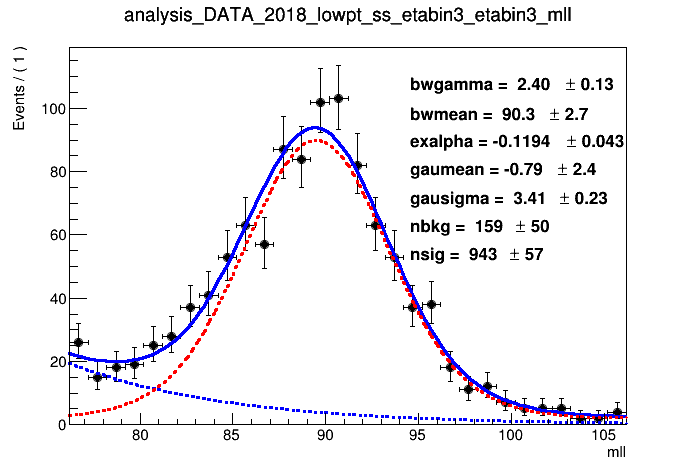 analysis_DATA_2018_lowpt_ss_etabin3_etabin3_mll
Events / ( 1 )
bwgamma = 2.40 ± 0.13
bwmean = 90.3 ± 2.7
exalpha = -0.1194 ± 0.043
gaumean = -0.79 ± 2.4
gausigma = 3.41 ± 0.23
nbkg = 159 ± 50
nsig = 943 ± 57
100
80
60
40
20
0
80 85 90 95 100 105
mll